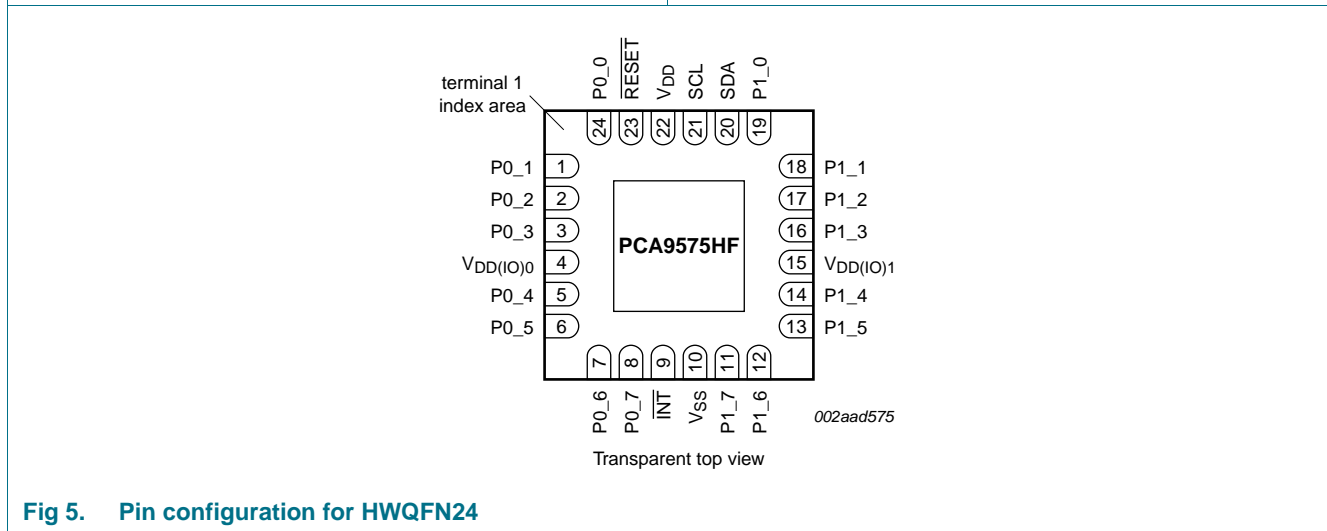 P0_0
RESET
VDD
SCL
SDA
P1_0
terminal 1
index area
24
23
22
21
20
19
P0_1 1
18 P1_1
P0_2 2
17 P1_2
P0_3 3
16 P1_3
VDD(IO)0 4
15 VDD(IO)1
P0_4 5
14 P1_4
P0_5 6
13 P1_5
PCA9575HF
7
8
9
10
11
12
P0_6
P0_7
INT
VSS
P1_7
P1_6
002aad575
Transparent top view
Fig 5. Pin configuration for HWQFN24